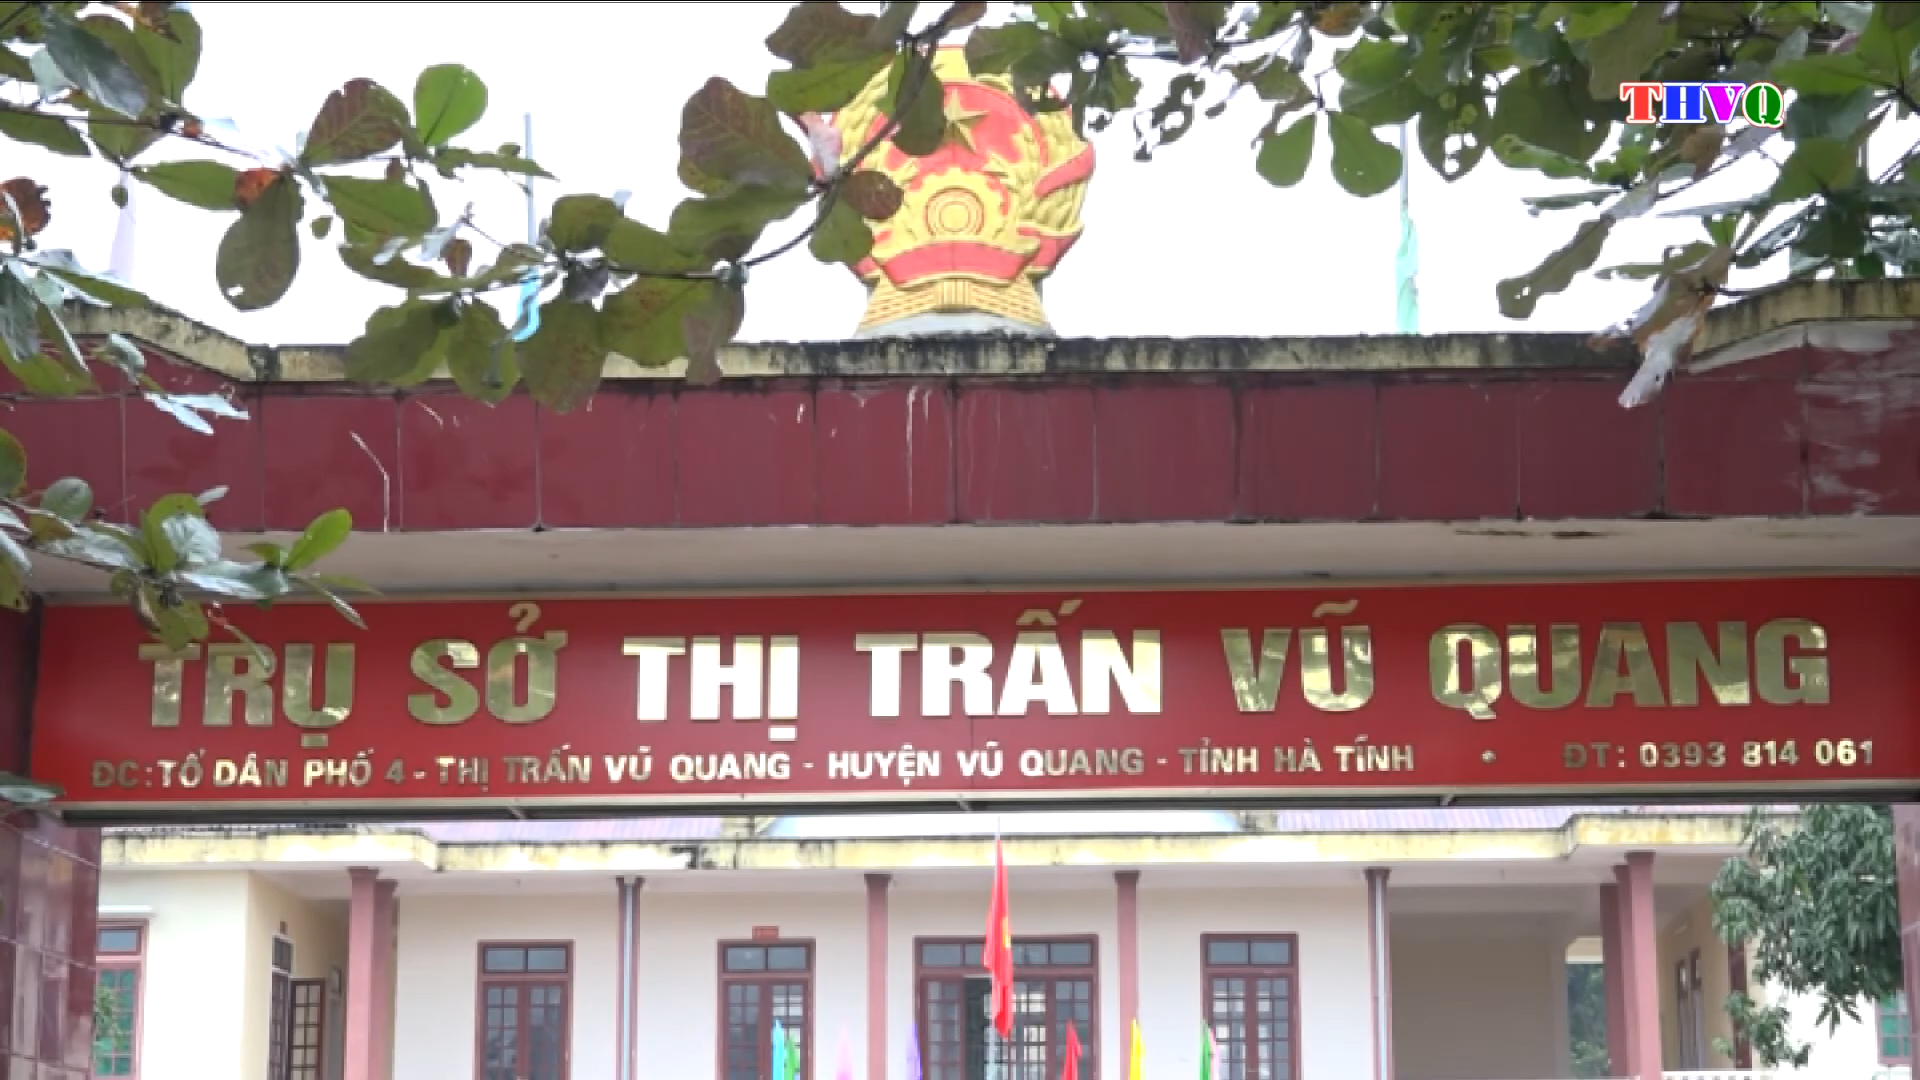 THVQ
TRỤ SỞ THỊ TRẤN VŨ QUANG
ĐC: TỔ DÂN PHỐ 4 - THỊ TRẤN VŨ QUANG - HUYỆN VŨ QUANG - TỈNH HÀ TĨNH • ĐT: 0393 814 061